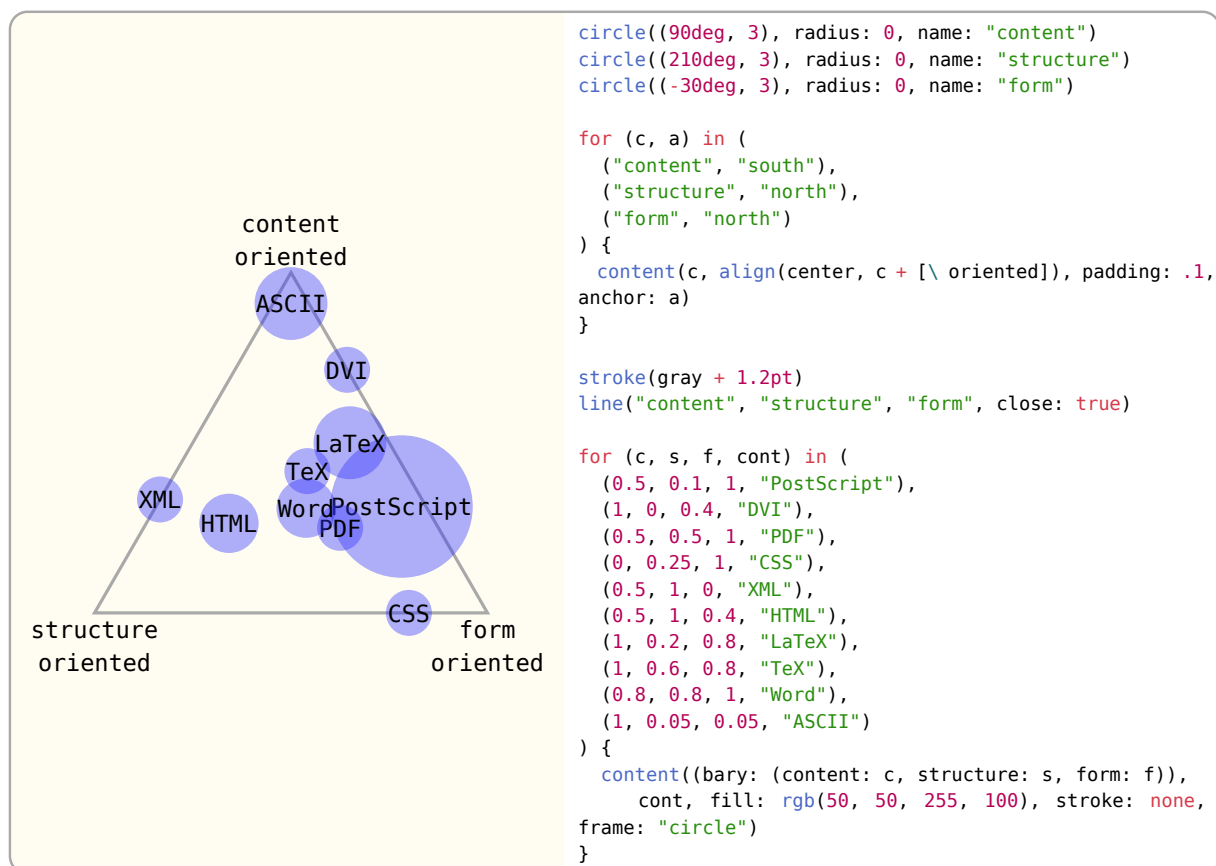 content
oriented
ASCII
DVI
LaTeX
TeX
XML
HTML
Word
PostScript
PDF
CSS
structure
oriented
form
oriented
circle((90deg, 3), radius: 0, name: "content")
circle((210deg, 3), radius: 0, name: "structure")
circle((-30deg, 3), radius: 0, name: "form")
for (c, a) in (
("content", "south"),
("structure", "north"),
("form", "north")
) {
content(c, align(center, c + [\ oriented]), padding: .1,
anchor: a)
}
stroke(gray + 1.2pt)
line("content", "structure", "form", close: true)
for (c, s, f, cont) in (
(0.5, 0.1, 1, "PostScript"),
(1, 0, 0.4, "DVI"),
(0.5, 0.5, 1, "PDF"),
(0, 0.25, 1, "CSS"),
(0.5, 1, 0, "XML"),
(0.5, 1, 0.4, "HTML"),
(1, 0.2, 0.8, "LaTeX"),
(1, 0.6, 0.8, "TeX"),
(0.8, 0.8, 1, "Word"),
(1, 0.05, 0.05, "ASCII")
) {
content((bary: (content: c, structure: s, form: f)),
cont, fill: rgb(50, 50, 255, 100), stroke: none,
frame: "circle")
}